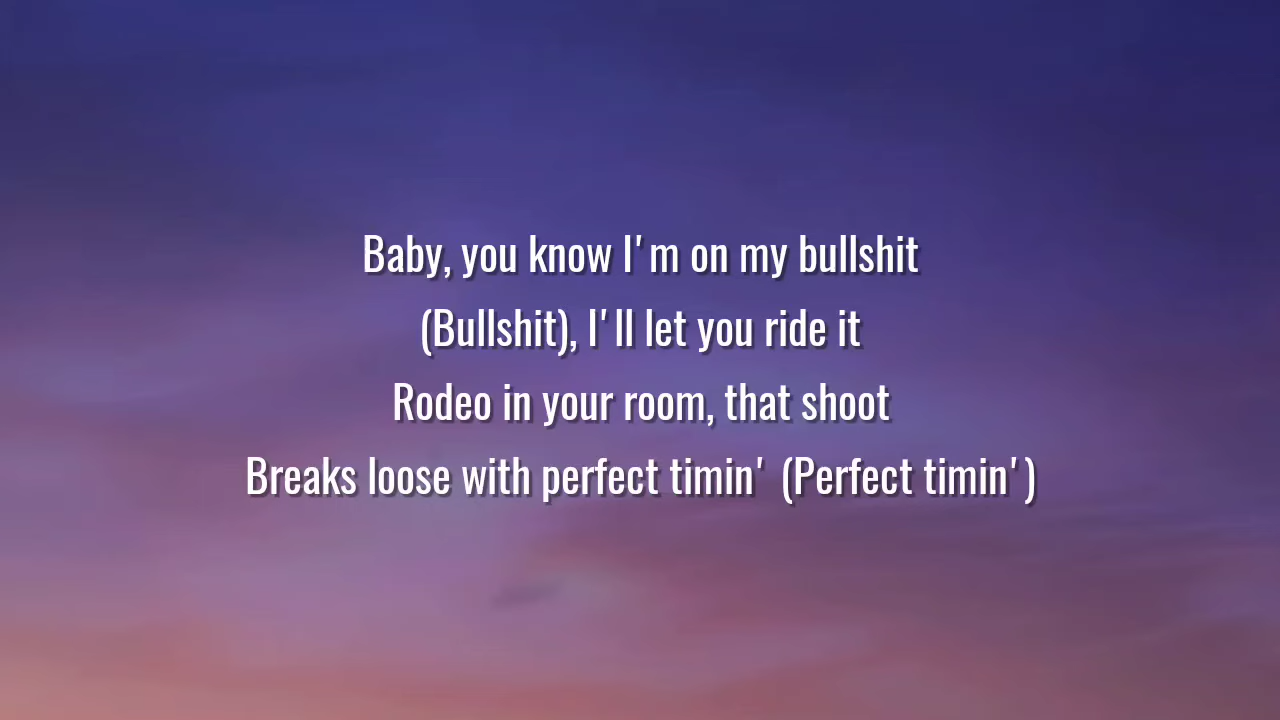 Baby, you know I'm on my bullshit
(Bullshit), I'll let you ride it
Rodeo in your room, that shoot
Breaks loose with perfect timin' (Perfect timin')